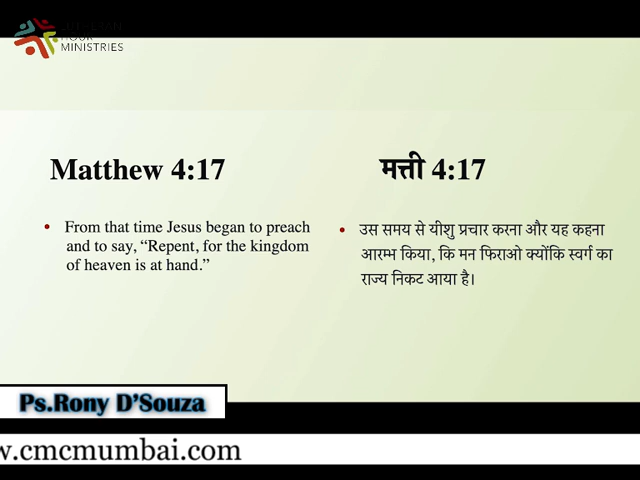 LUTHERAN
HOUR
MINISTRIES
Matthew 4:17
मत्ती 4:17
• From that time Jesus began to preach
and to say, “Repent, for the kingdom
of heaven is at hand.”
• उस समय से यीशु प्रचार करना और यह कहना
आरम्भ किया, कि मन फिराओ क्योंकि स्वर्ग का
राज्य निकट आया है।
Ps.Rony D’Souza
w.cmcmumbai.com